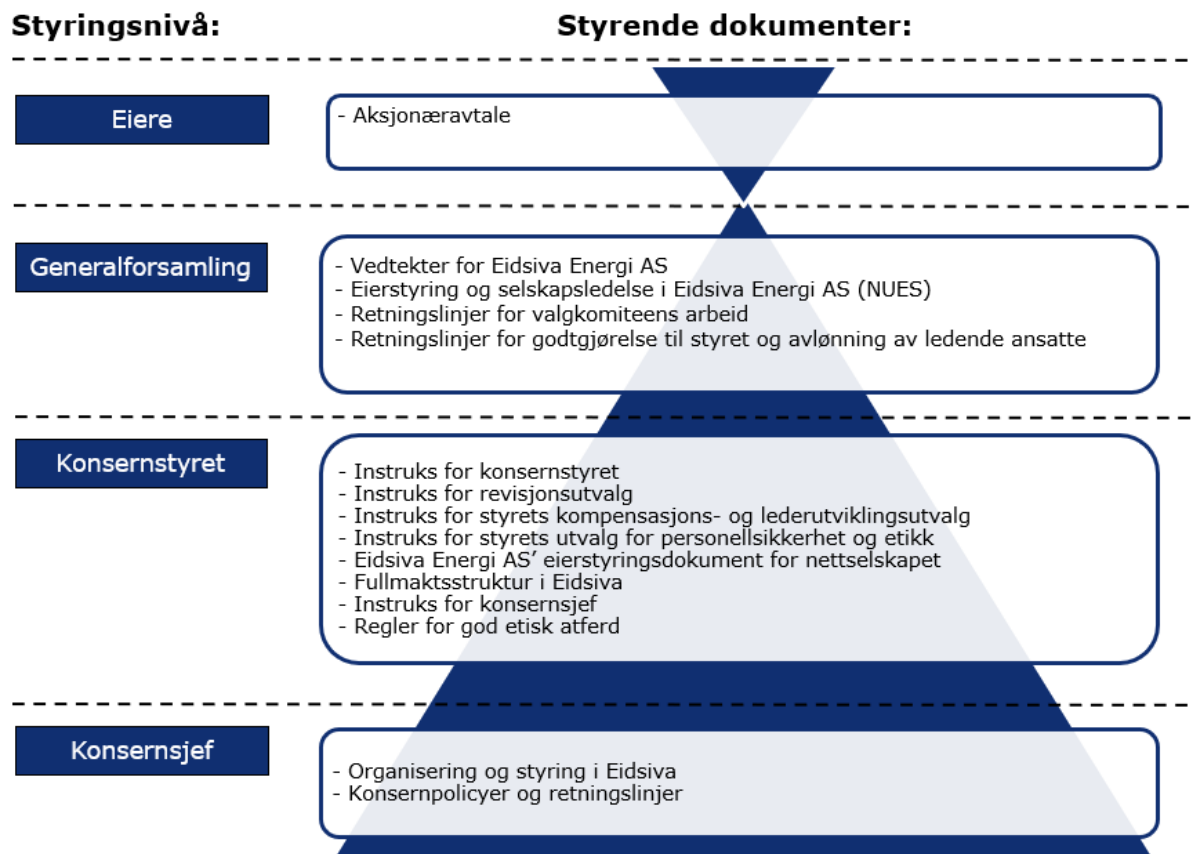 Styringsnivå:
Styrende dokumenter:
Eiere
- Aksjonæravtale
Generalforsamling
- Vedtekter for Eidsiva Energi AS
- Eierstyring og selskapsledelse i Eidsiva Energi AS (NUES)
- Retningslinjer for valgkomiteens arbeid
- Retningslinjer for godtgjørelse til styret og avlønning av ledende ansatte
Konsernstyret
- Instruks for konsernstyret
- Instruks for revisjonsutvalg
- Instruks for styrets kompensasjons- og lederutviklingsutvalg
- Instruks for styrets utvalg for personellsikkerhet og etikk
- Eidsiva Energi AS’ eierstyringsdokument for nettselskapet
- Fullmaktsstruktur i Eidsiva
- Instruks for konsernsjef
- Regler for god etisk atferd
Konsernsjef
- Organisering og styring i Eidsiva
- Konsernpolicyer og retningslinjer